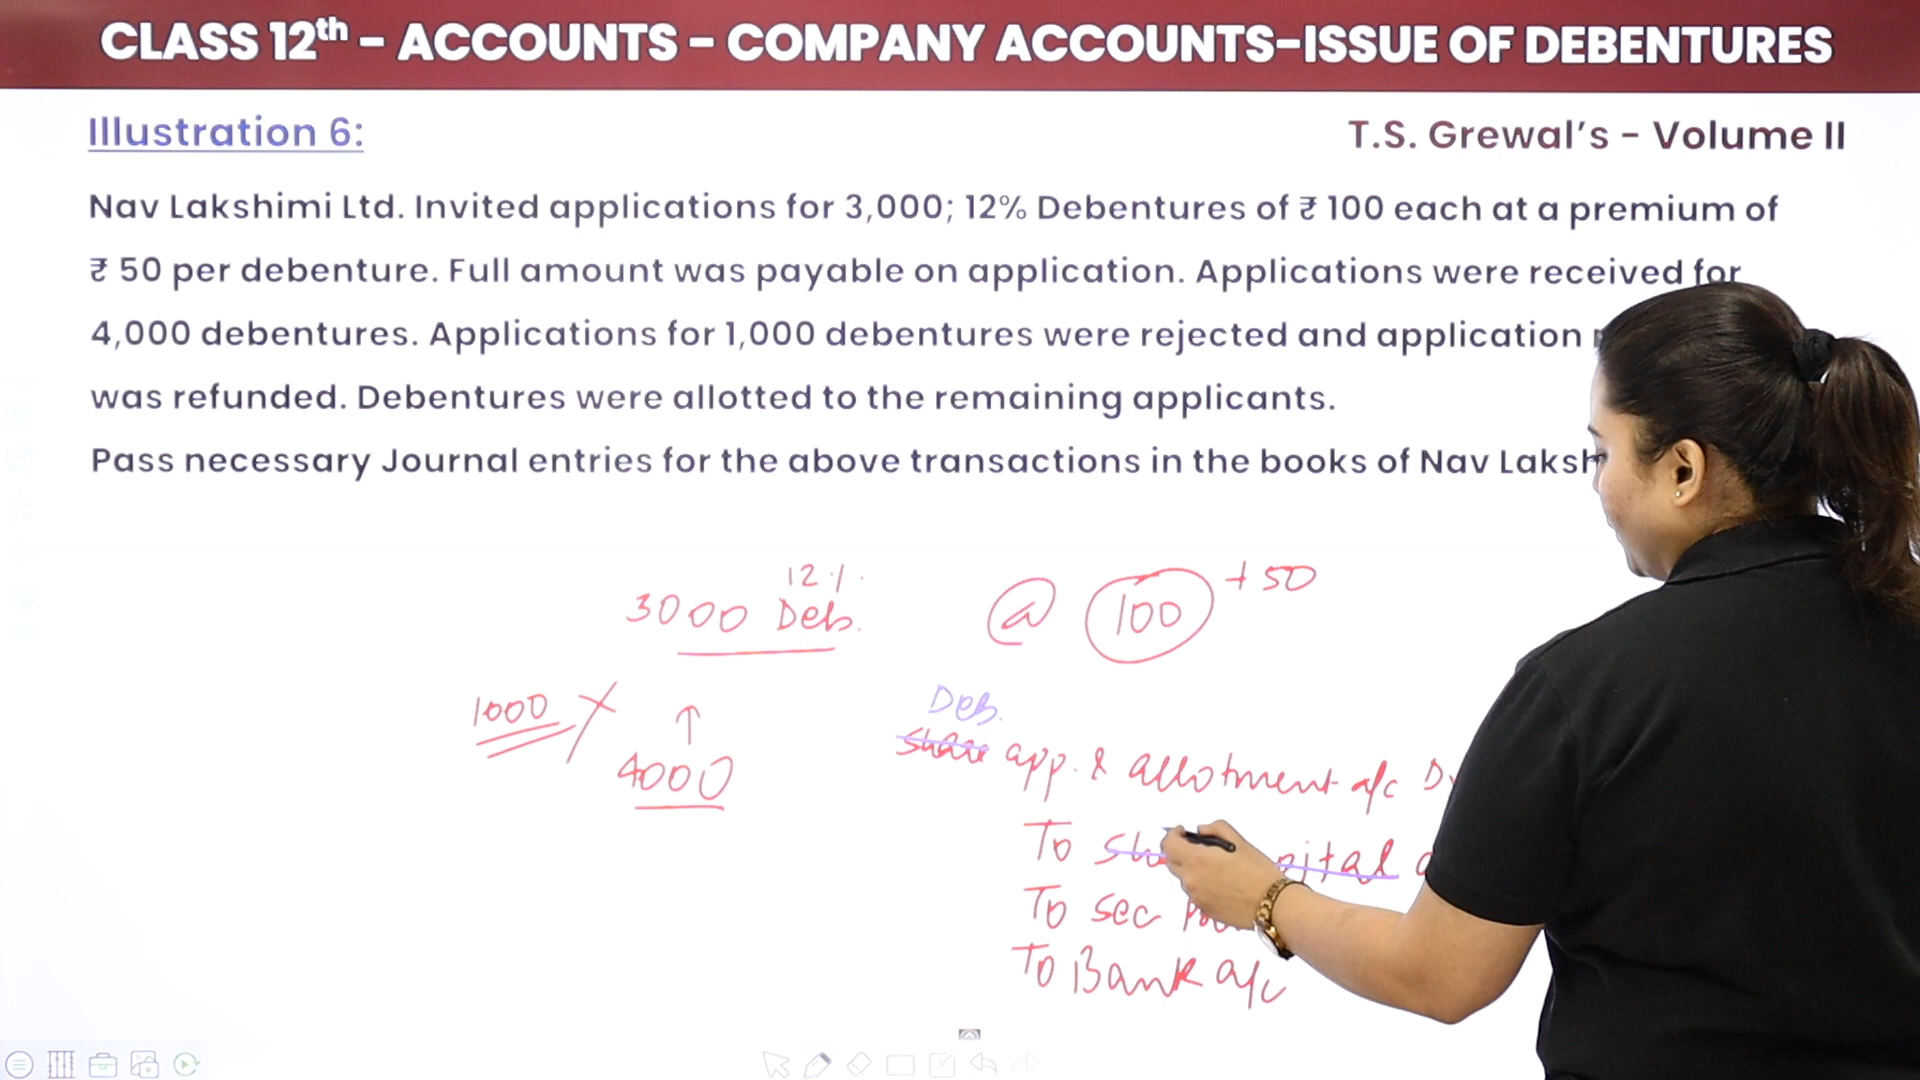 CLASS 12th – ACCOUNTS – COMPANY ACCOUNTS–ISSUE OF DEBENTURES
Illustration 6:
T.S. Grewal's – Volume II
Nav Lakshimi Ltd. Invited applications for 3,000; 12% Debentures of ₹ 100 each at a premium of
₹ 50 per debenture. Full amount was payable on application. Applications were received for
4,000 debentures. Applications for 1,000 debentures were rejected and application
was refunded. Debentures were allotted to the remaining applicants.
Pass necessary Journal entries for the above transactions in the books of Nav Laksh
12%
3000 Deb. @ 100 +50
1000
4000
Deb.
share app. & allotment a/c Dr
To
To sec
To Bank a/c